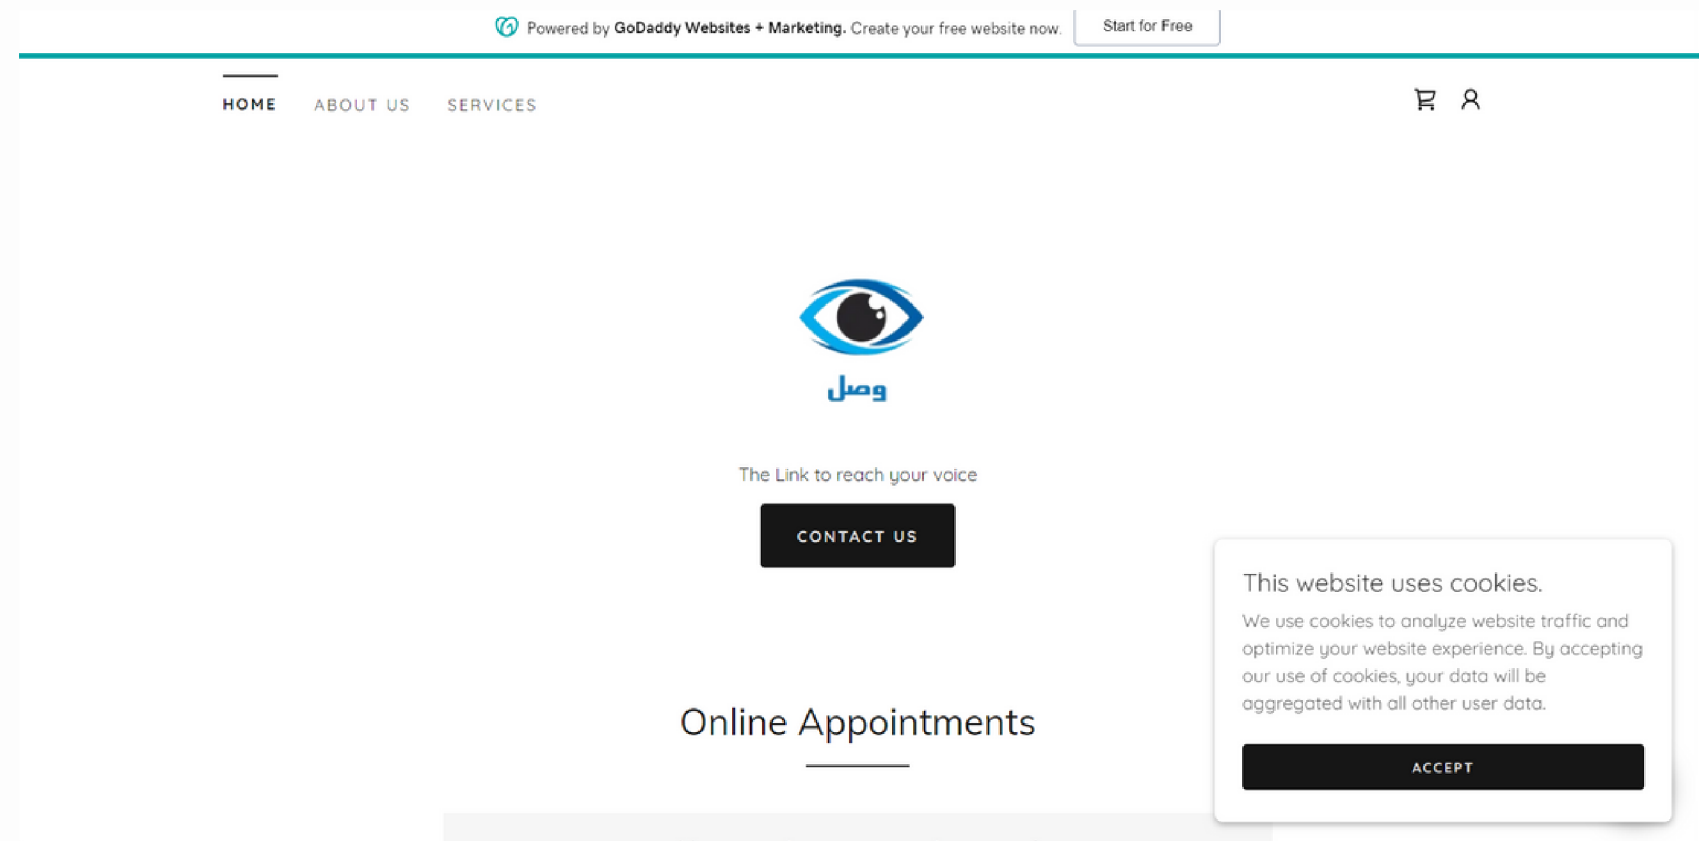 Powered by GoDaddy Websites + Marketing. Create your free website now. Start for Free
HOME ABOUT US SERVICES
وصل
The Link to reach your voice
CONTACT US
Online Appointments
This website uses cookies.
We use cookies to analyze website traffic and
optimize your website experience. By accepting
our use of cookies, your data will be
aggregated with all other user data.
ACCEPT